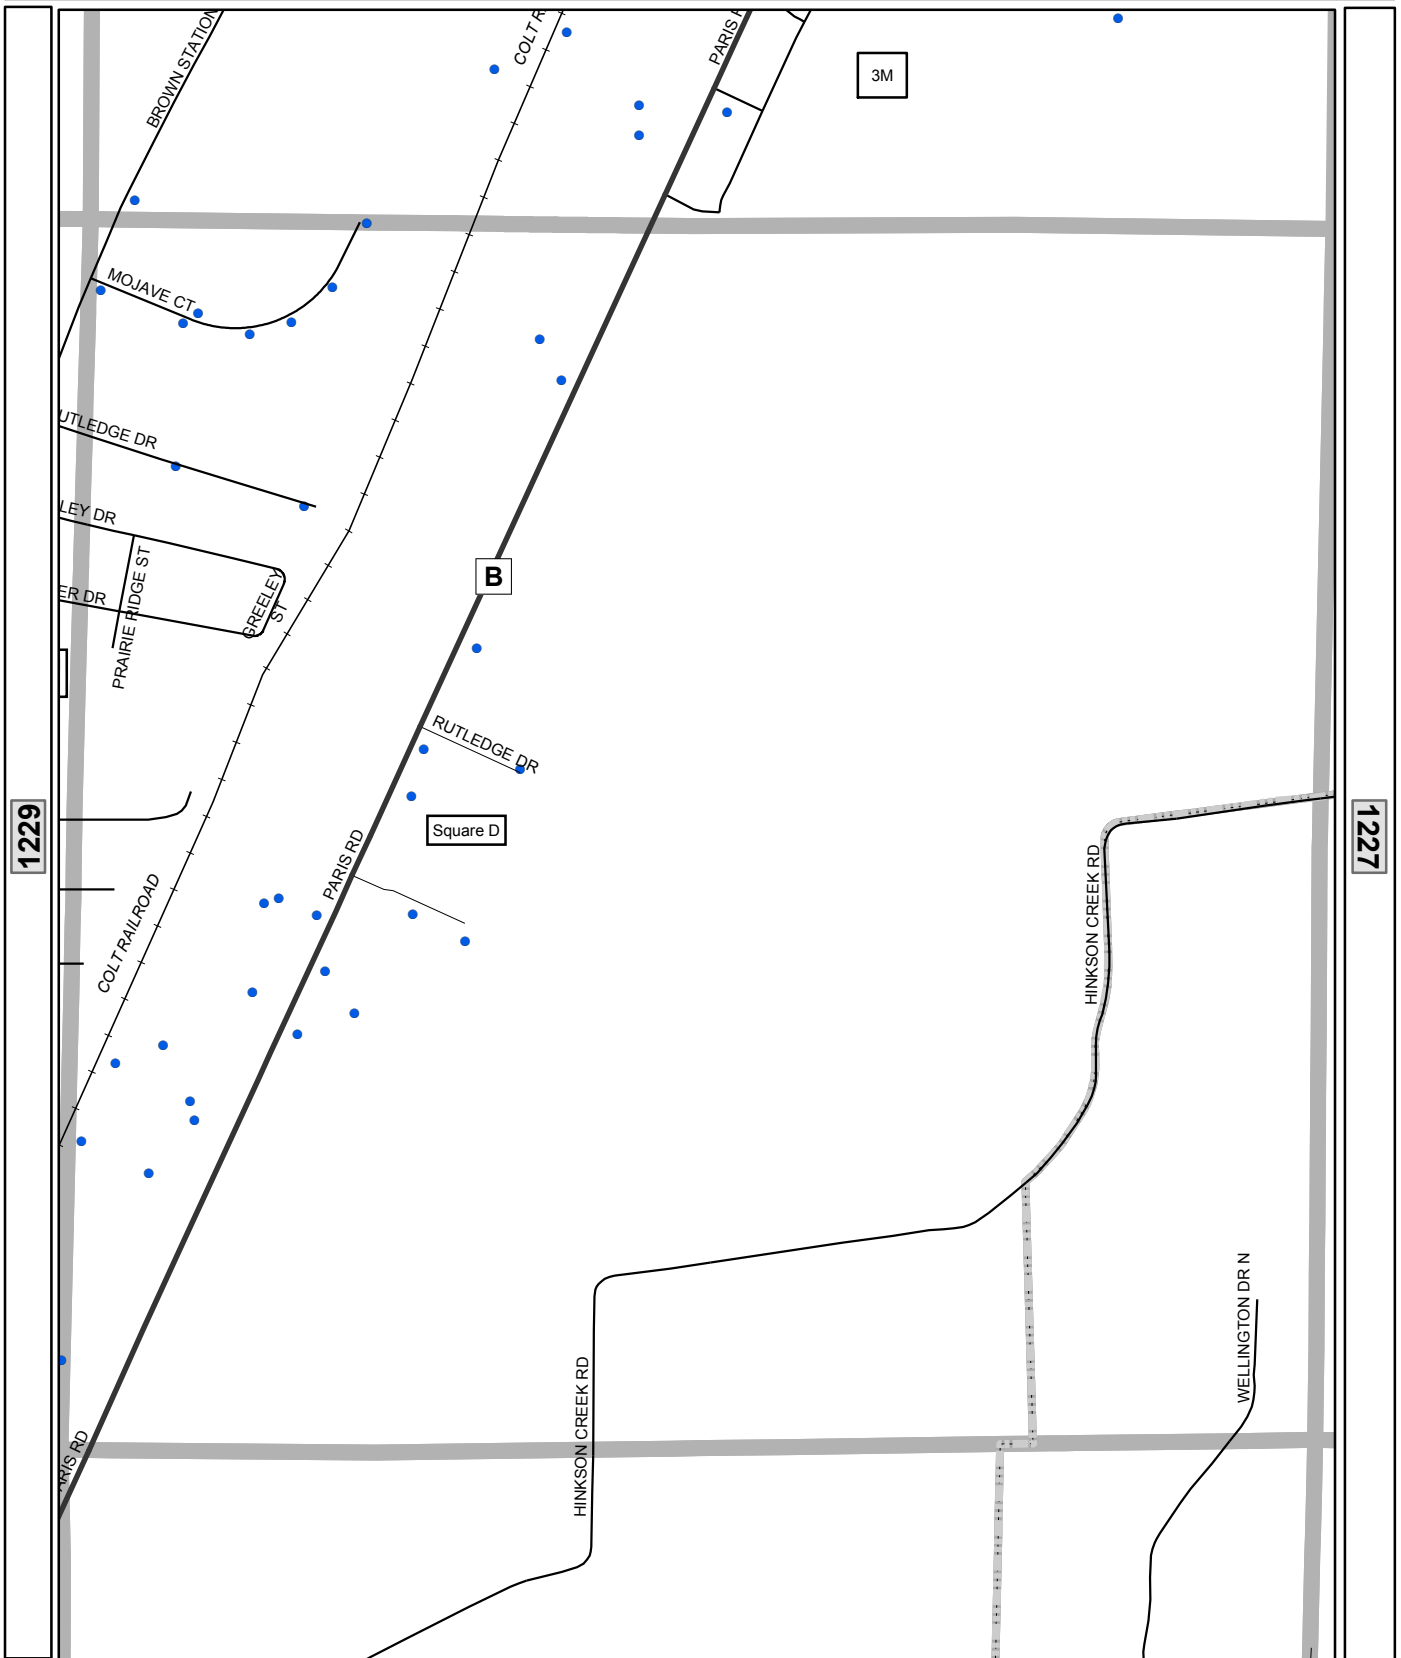 BROWN STATION
COLT R
PARIS R
3M
MOJAVE CT
UTLEDGE DR
LEY DR
PRAIRIE RIDGE ST
ER DR
GREELEY
ST
B
RUTLEDGE DR
Square D
1229
1227
PARIS RD
COLT RAILROAD
HINKSON CREEK RD
WELLINGTON DR N
HINKSON CREEK RD
ARIS RD